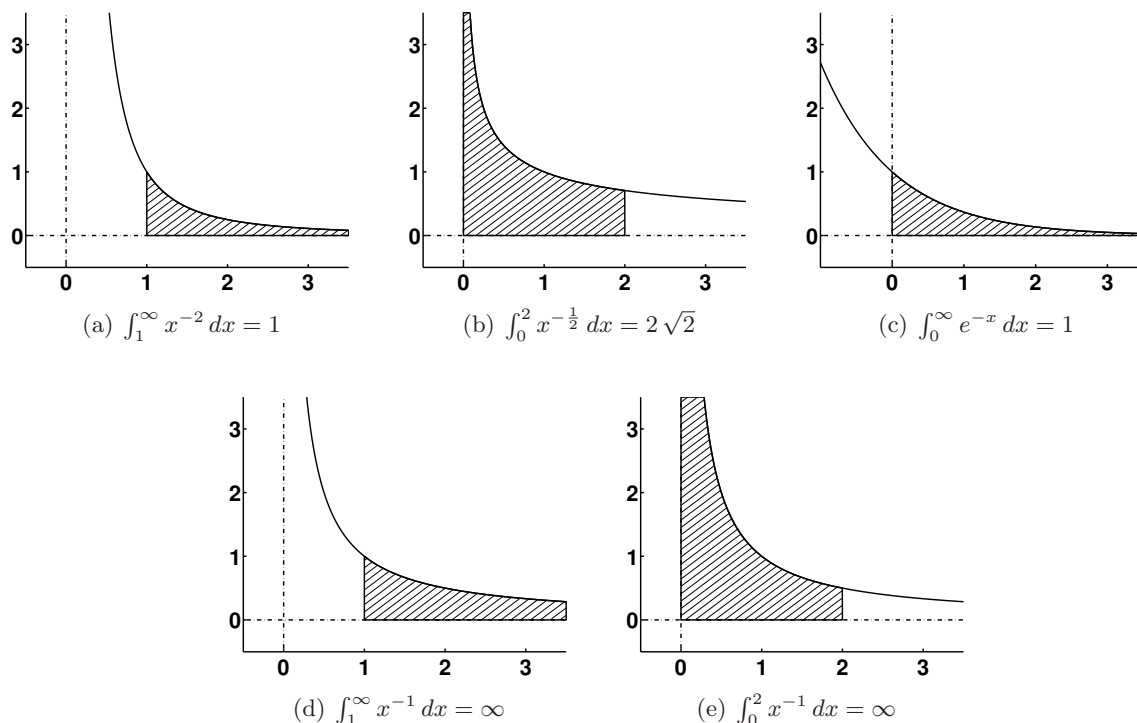 3 2 1 0
0 1 2 3
(a) ∫₁^∞ x⁻² dx = 1
3 2 1 0
0 1 2 3
(b) ∫₀² x^{-1/2} dx = 2√2
3 2 1 0
0 1 2 3
(c) ∫₀^∞ e⁻ˣ dx = 1
3 2 1 0
0 1 2 3
(d) ∫₁^∞ x⁻¹ dx = ∞
3 2 1 0
0 1 2 3
(e) ∫₀² x⁻¹ dx = ∞